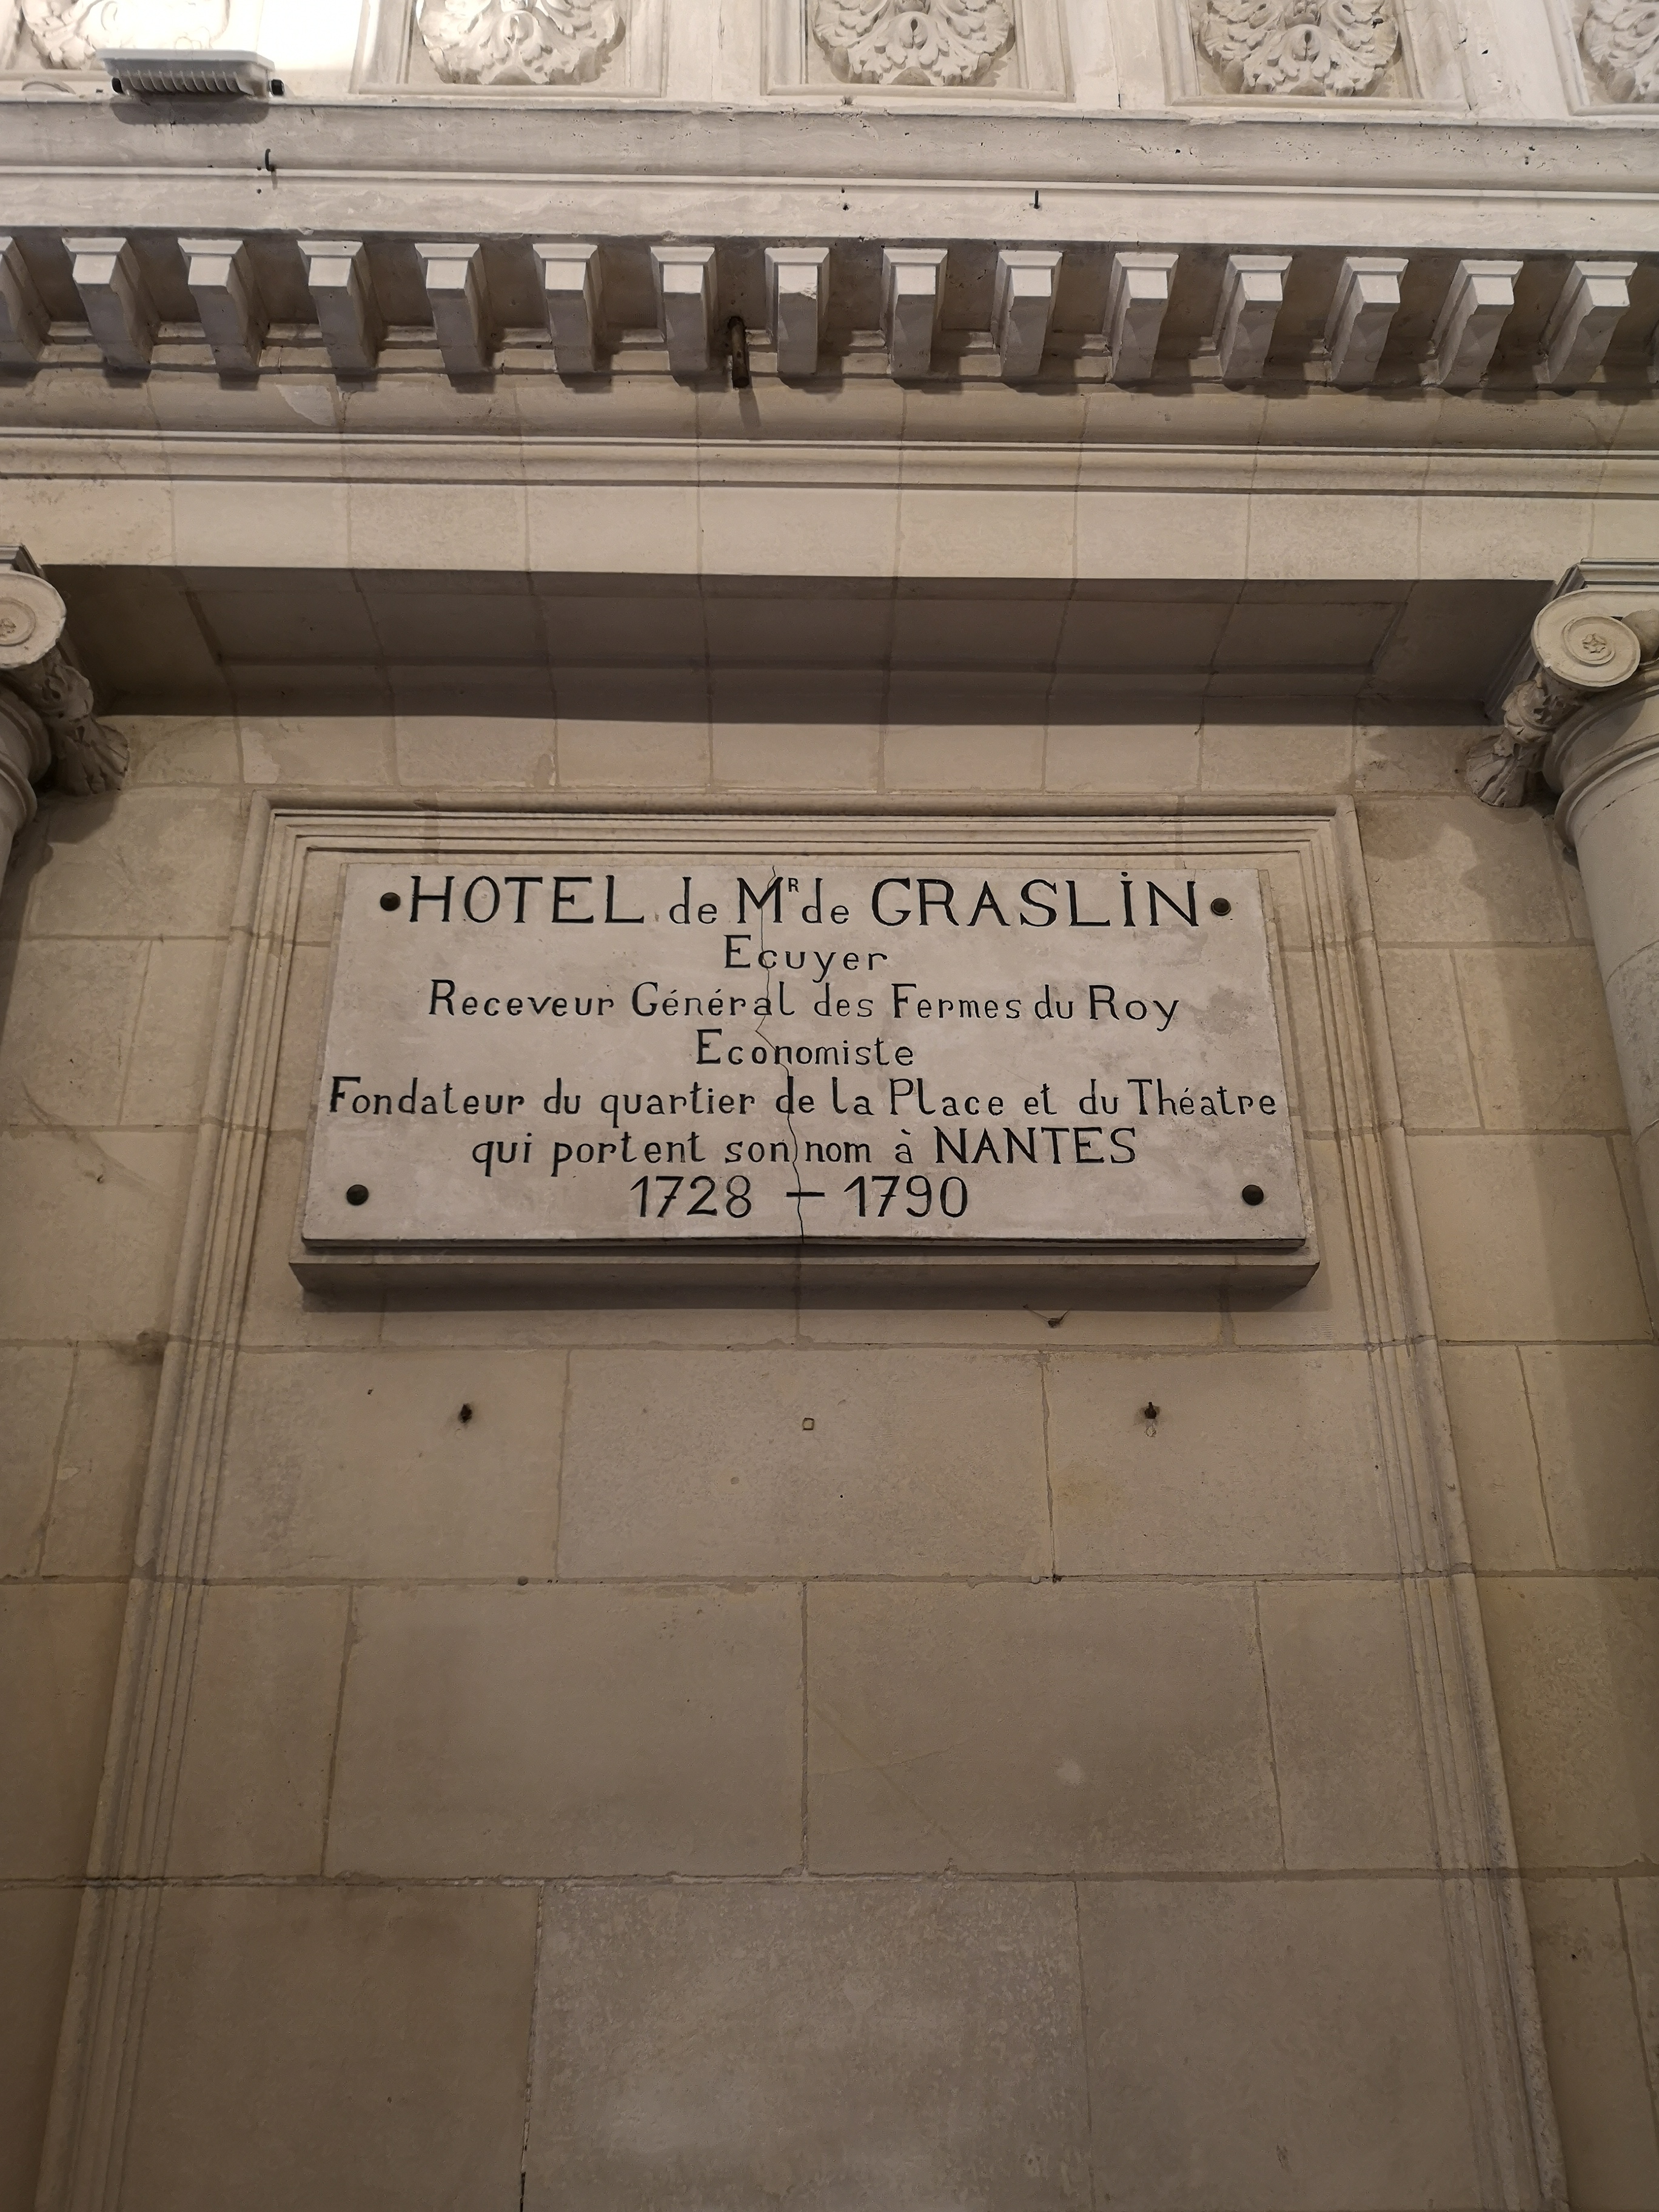 HOTEL de Mᴿ de GRASLİN
Ecuyer
Receveur Général des Fermes du Roy
Economiste
Fondateur du quartier de la Place et du Théatre
qui portent son nom à NANTES
1728 — 1790